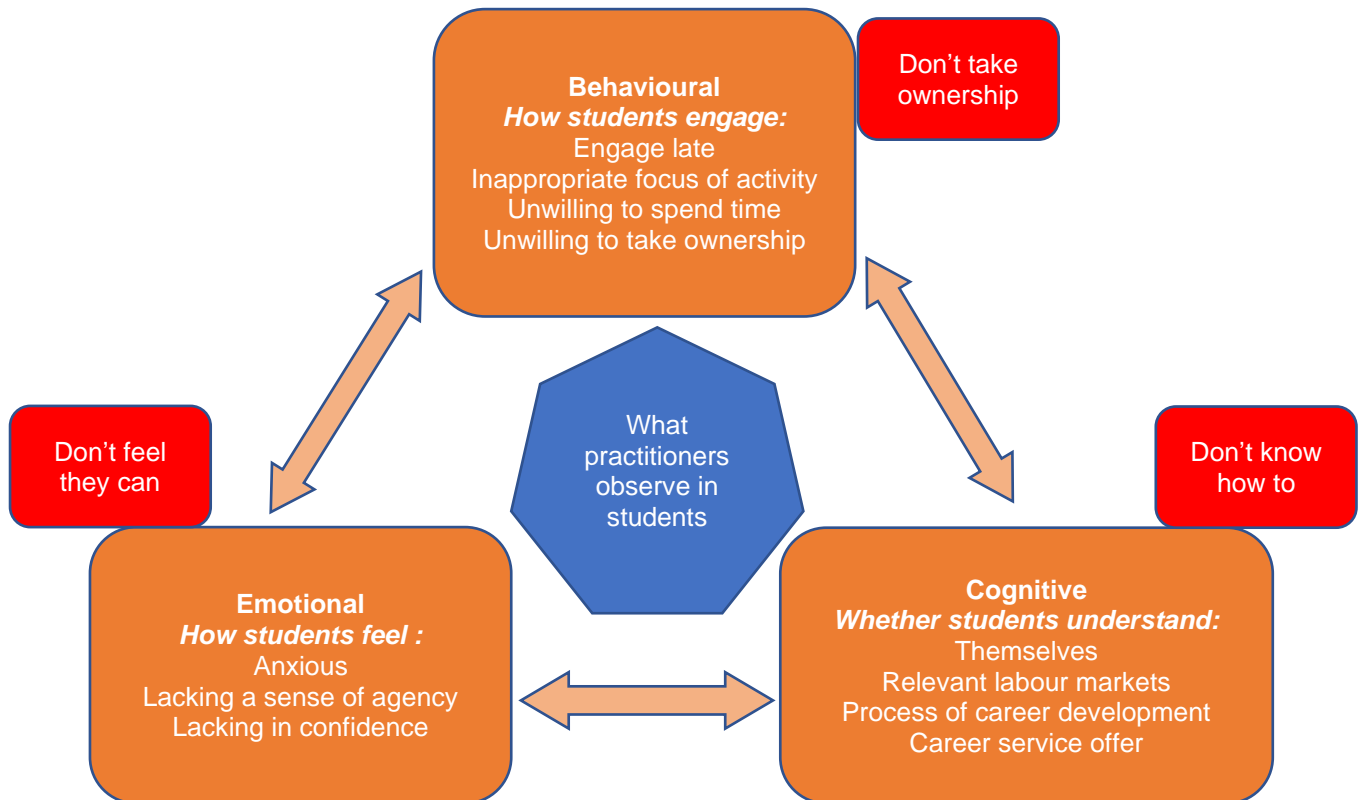 Behavioural
How students engage:
Engage late
Inappropriate focus of activity
Unwilling to spend time
Unwilling to take ownership
Don’t take
ownership
What
practitioners
observe in
students
Don’t feel
they can
Don’t know
how to
Emotional
How students feel :
Anxious
Lacking a sense of agency
Lacking in confidence
Cognitive
Whether students understand:
Themselves
Relevant labour markets
Process of career development
Career service offer